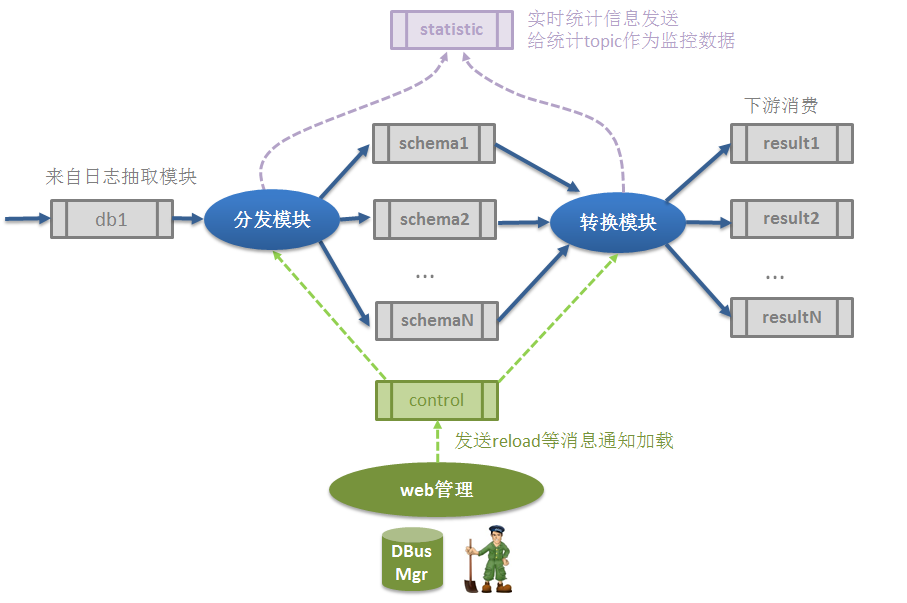 statistic
实时统计信息发送
给统计topic作为监控数据
下游消费
来自日志抽取模块
db1
分发模块
schema1
schema2
...
schemaN
转换模块
result1
result2
...
resultN
control
发送reload等消息通知加载
web管理
DBus
Mgr